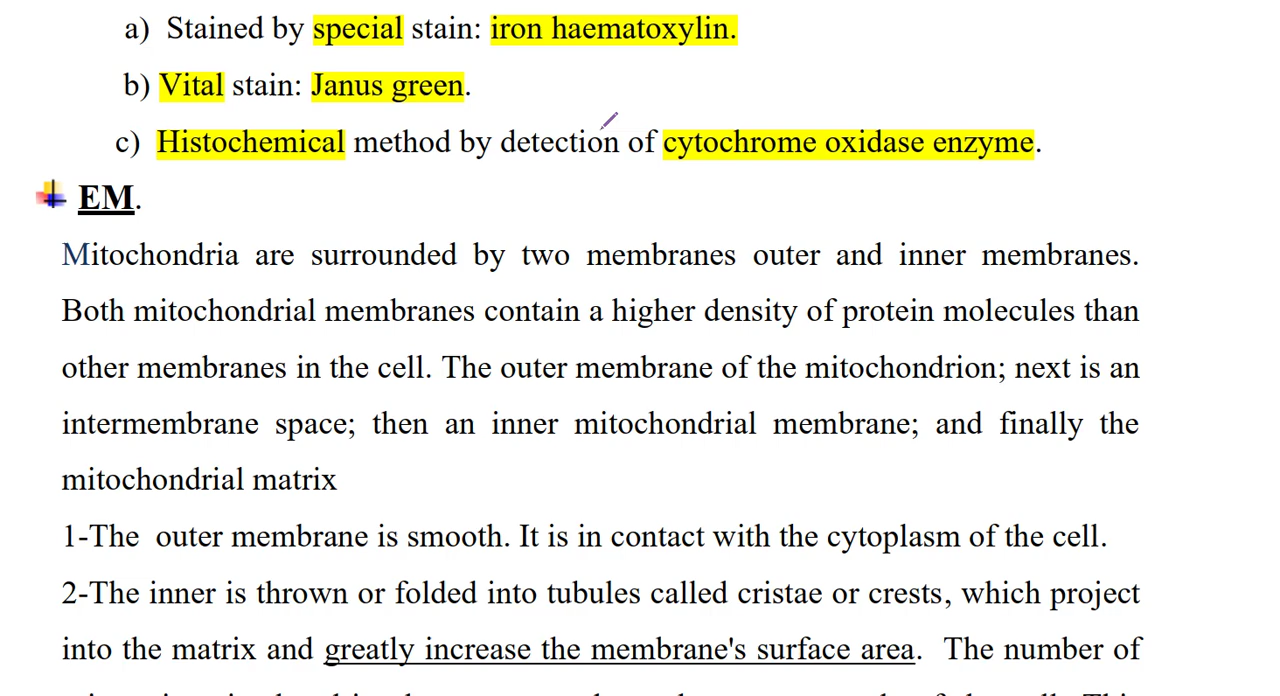 a) Stained by special stain: iron haematoxylin.
b) Vital stain: Janus green.
c) Histochemical method by detection of cytochrome oxidase enzyme.
EM.
Mitochondria are surrounded by two membranes outer and inner membranes.
Both mitochondrial membranes contain a higher density of protein molecules than
other membranes in the cell. The outer membrane of the mitochondrion; next is an
intermembrane space; then an inner mitochondrial membrane; and finally the
mitochondrial matrix
1-The outer membrane is smooth. It is in contact with the cytoplasm of the cell.
2-The inner is thrown or folded into tubules called cristae or crests, which project
into the matrix and greatly increase the membrane's surface area. The number of